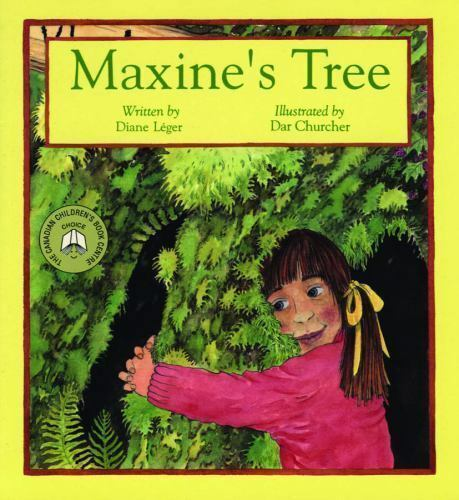 Maxine's Tree
Written by
Diane Léger
Illustrated by
Dar Churcher
THE CANADIAN CHILDREN'S BOOK CENTRE
CHOICE